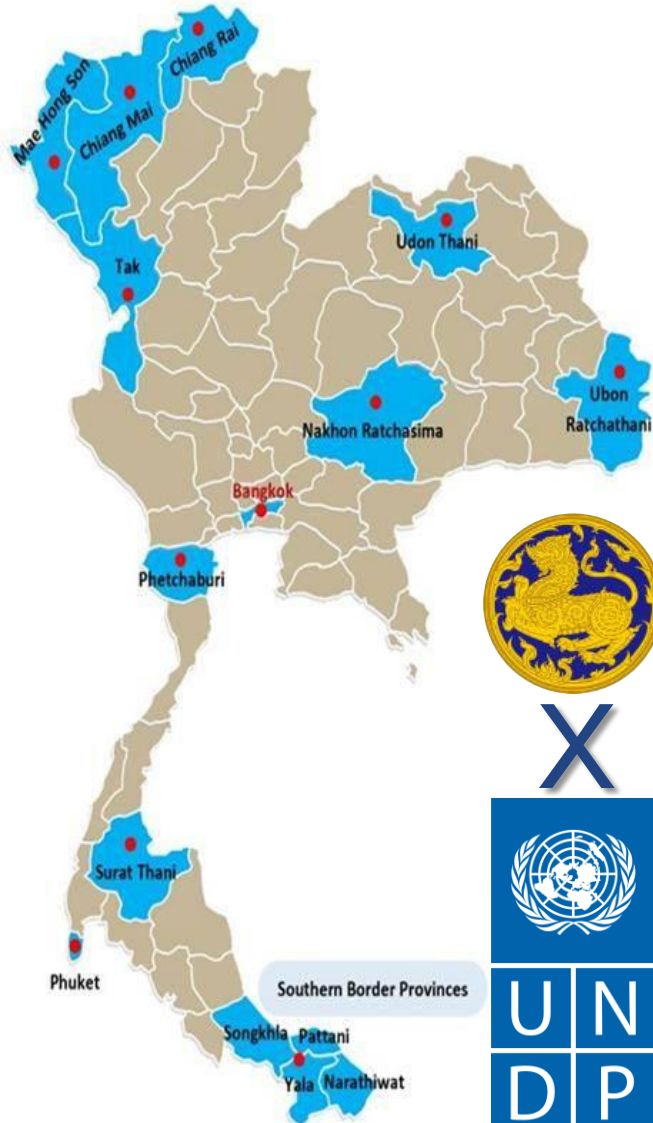 Chiang Rai
Mae Hong Son
Chiang Mai
Udon Thani
Tak
Ubon
Ratchathani
Nakhon Ratchasima
Bangkok
Phetchaburi
X
Surat Thani
Phuket
Southern Border Provinces
Songkhla
Pattani
Yala
Narathiwat
U N
D P